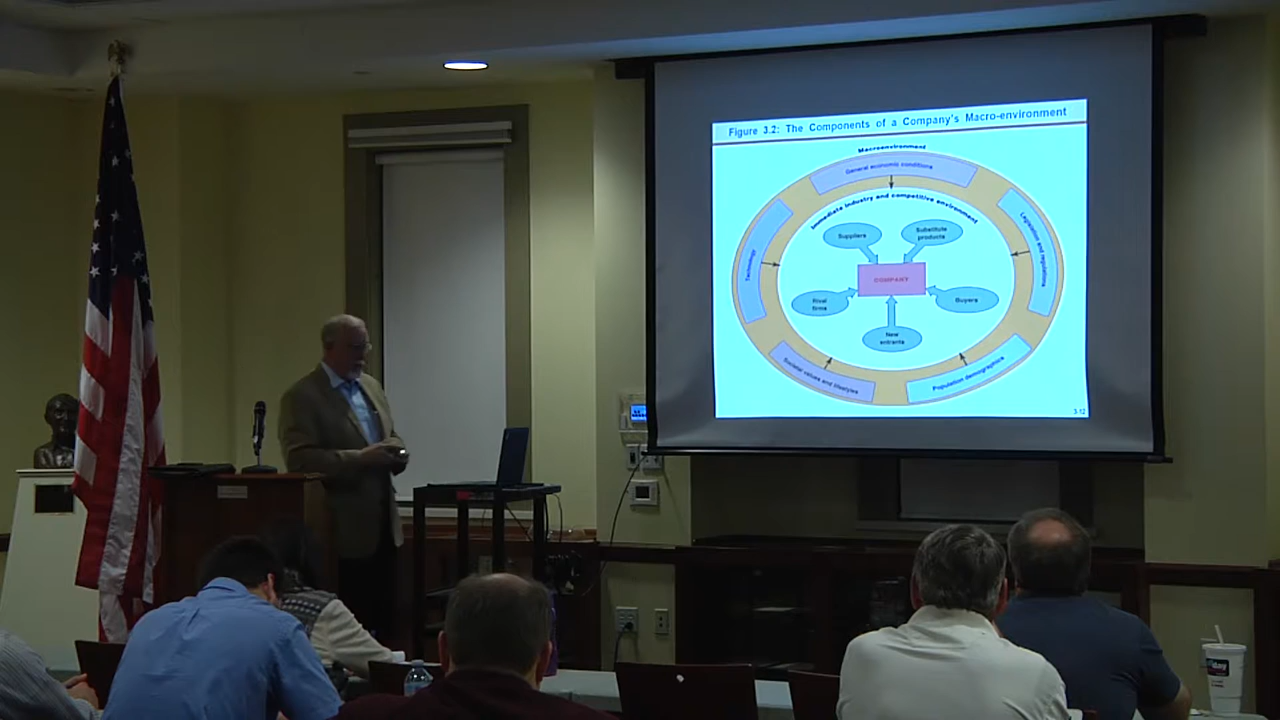 Figure 3.2: The Components of a Company's Macro-environment
Macroenvironment
General economic conditions
Immediate industry and competitive environment
Suppliers
Substitute
products
Technology
Legislation and regulations
COMPANY
Rival
firms
Buyers
New
entrants
Societal values and lifestyles
Population demographics
3-12